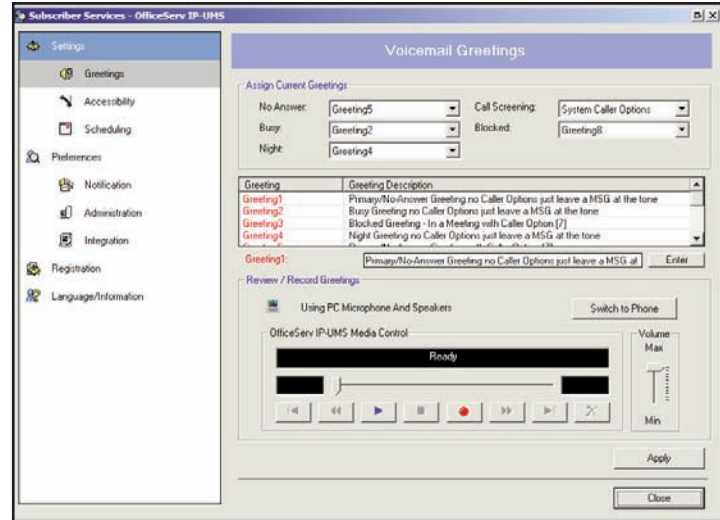 Subscriber Services - OfficeServ IP-UMS
Settings
Greetings
Accessibility
Scheduling
Preferences
Notification
Administration
Integration
Registration
Language/Information
Voicemail Greetings
Assign Current Greetings
No Answer: Greeting5 Call Screening: System Caller Options
Busy: Greeting2 Blocked: Greeting8
Night: Greeting4
Greeting Greeting Description
Greeting1 Primary/No-Answer Greeting no Caller Options just leave a MSG at the tone
Greeting2 Busy Greeting no Caller Options just leave a MSG at the tone
Greeting3 Blocked Greeting - In a Meeting with Caller Option [7]
Greeting4 Night Greeting no Caller Options just leave a MSG at the tone
Greeting1: Primary/No-Answer Greeting no Caller Options just leave a MSG at Enter
Review / Record Greetings
Using PC Microphone And Speakers Switch to Phone
OfficeServ IP-UMS Media Control Volume
Ready
Max
Min
Apply
Close